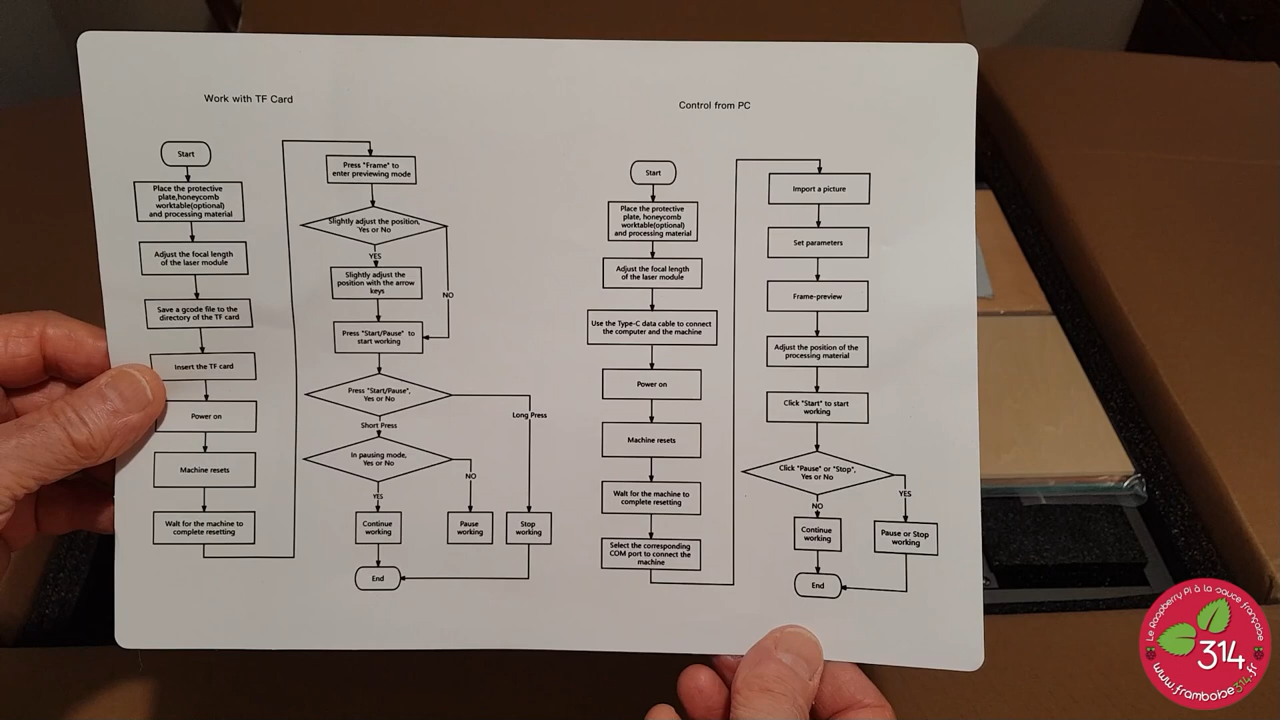 Work with TF Card
Start
Place the protective
plate,honeycomb
worktable(optional)
and processing material
Adjust the focal length
of the laser module
Save a gcode file to the
directory of the TF card
Insert the TF card
Power on
Machine resets
Wait for the machine to
complete resetting
Press "Frame" to
enter previewing mode
Slightly adjust the position,
Yes or No
YES
NO
Slightly adjust the
position with the arrow
keys
Press "Start/Pause" to
start working
Press "Start/Pause",
Yes or No
Long Press
Short Press
In pausing mode,
Yes or No
YES
NO
Continue
working
Pause
working
Stop
working
End
Control from PC
Start
Place the protective
plate, honeycomb
worktable(optional)
and processing material
Adjust the focal length
of the laser module
Use the Type-C data cable to connect
the computer and the machine
Power on
Machine resets
Wait for the machine to
complete resetting
Select the corresponding
COM port to connect the
machine
Import a picture
Set parameters
Frame-preview
Adjust the position of the
processing material
Click "Start" to start
working
Click "Pause" or "Stop",
Yes or No
YES
NO
Continue
working
Pause or Stop
working
End
Le Raspberry Pi à la sauce française
314
www.framboise314.fr